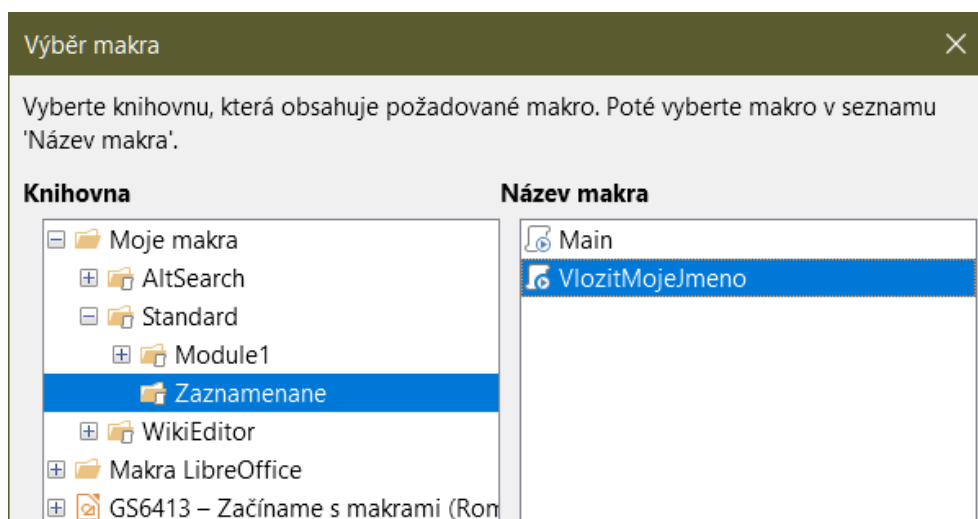 Výběr makra
Vyberte knihovnu, která obsahuje požadované makro. Poté vyberte makro v seznamu
'Název makra'.
Knihovna
Název makra
Moje makra
AltSearch
Standard
Module1
Zaznamenane
WikiEditor
Makra LibreOffice
GS6413 – Začínáme s makrami (Rom
Main
VlozitMojeJmeno